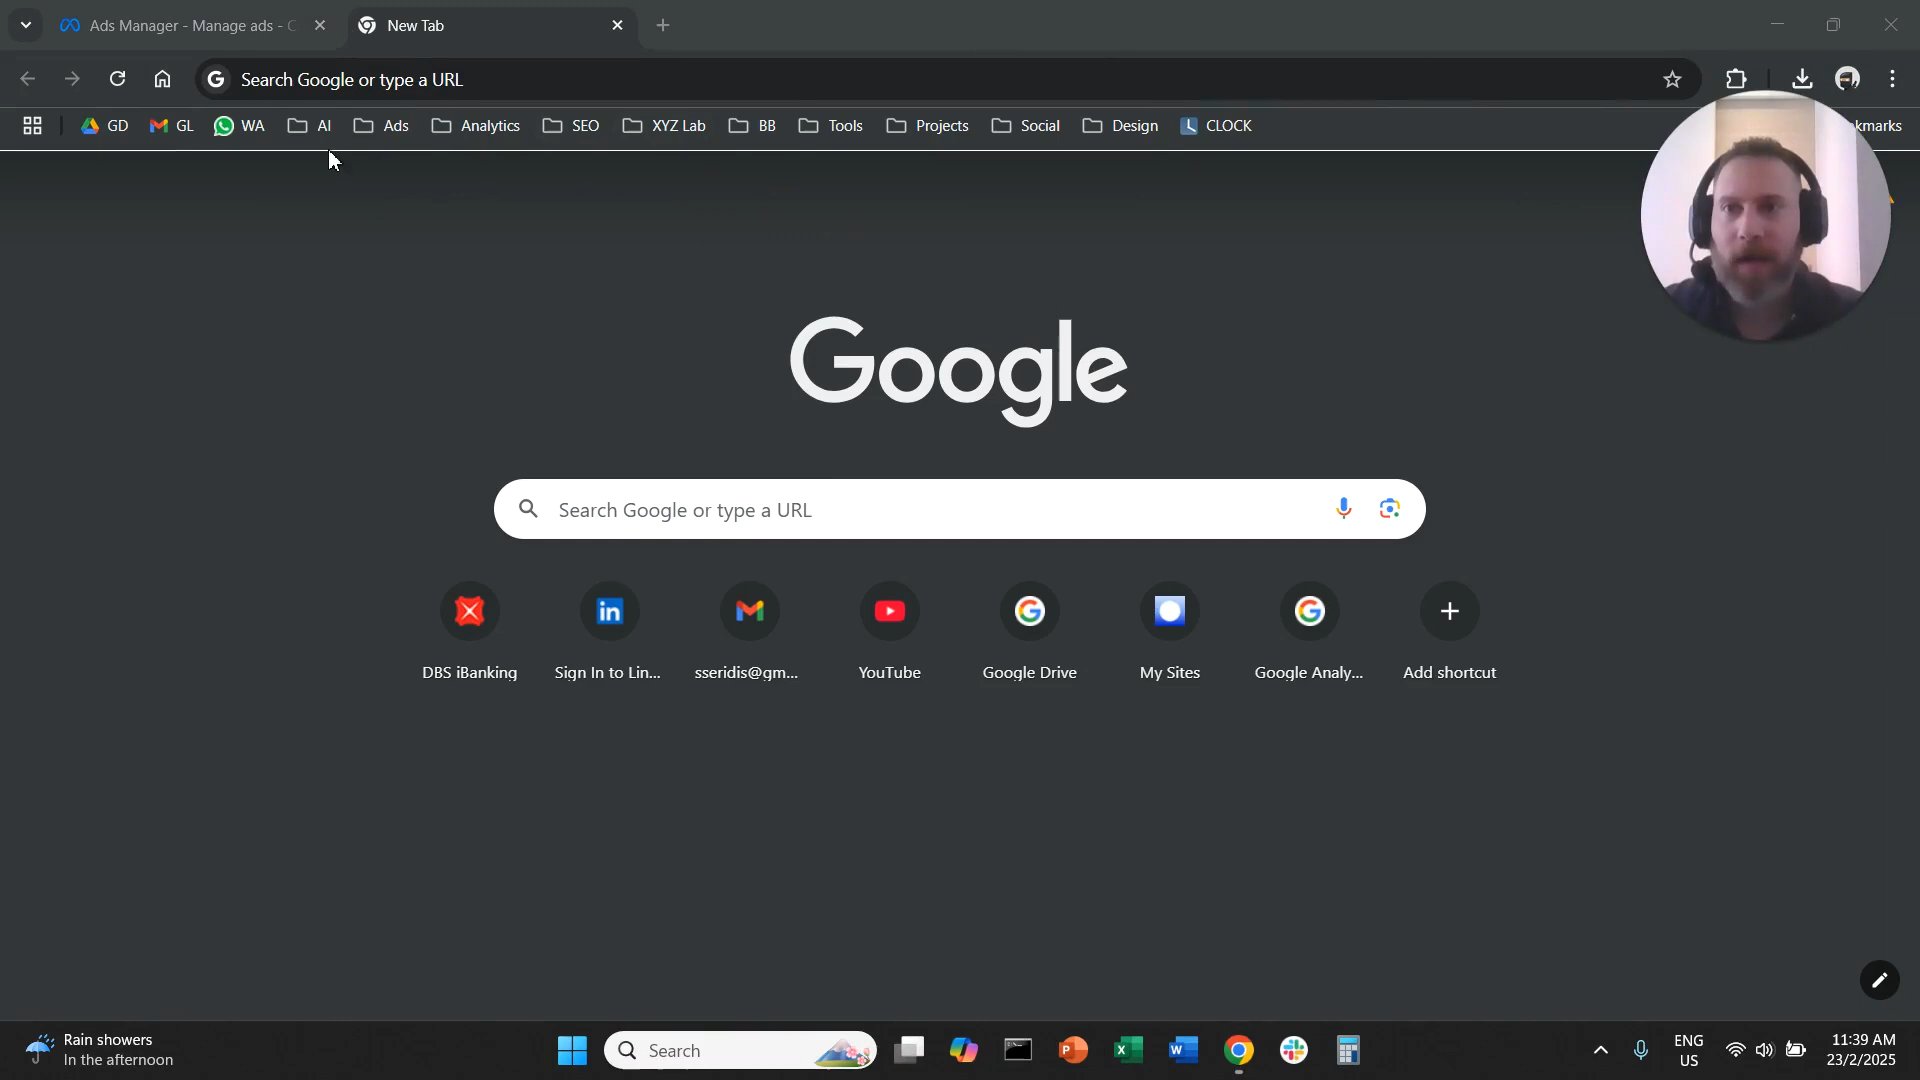 Ads Manager - Manage ads - C
New Tab
Search Google or type a URL
GD
GL
WA
AI
Ads
Analytics
SEO
XYZ Lab
BB
Tools
Projects
Social
Design
CLOCK
kmarks
Google
Search Google or type a URL
DBS iBanking
Sign In to Lin...
sseridis@gm...
YouTube
Google Drive
My Sites
Google Analy...
Add shortcut
Rain showers
In the afternoon
Search
ENG
US
11:39 AM
23/2/2025